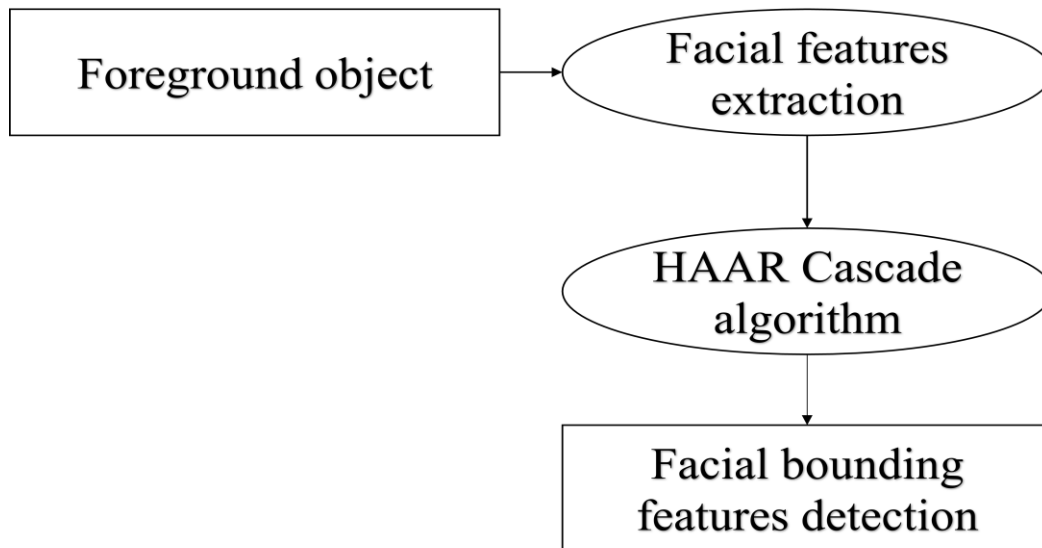 Foreground object
Facial features
extraction
HAAR Cascade
algorithm
Facial bounding
features detection